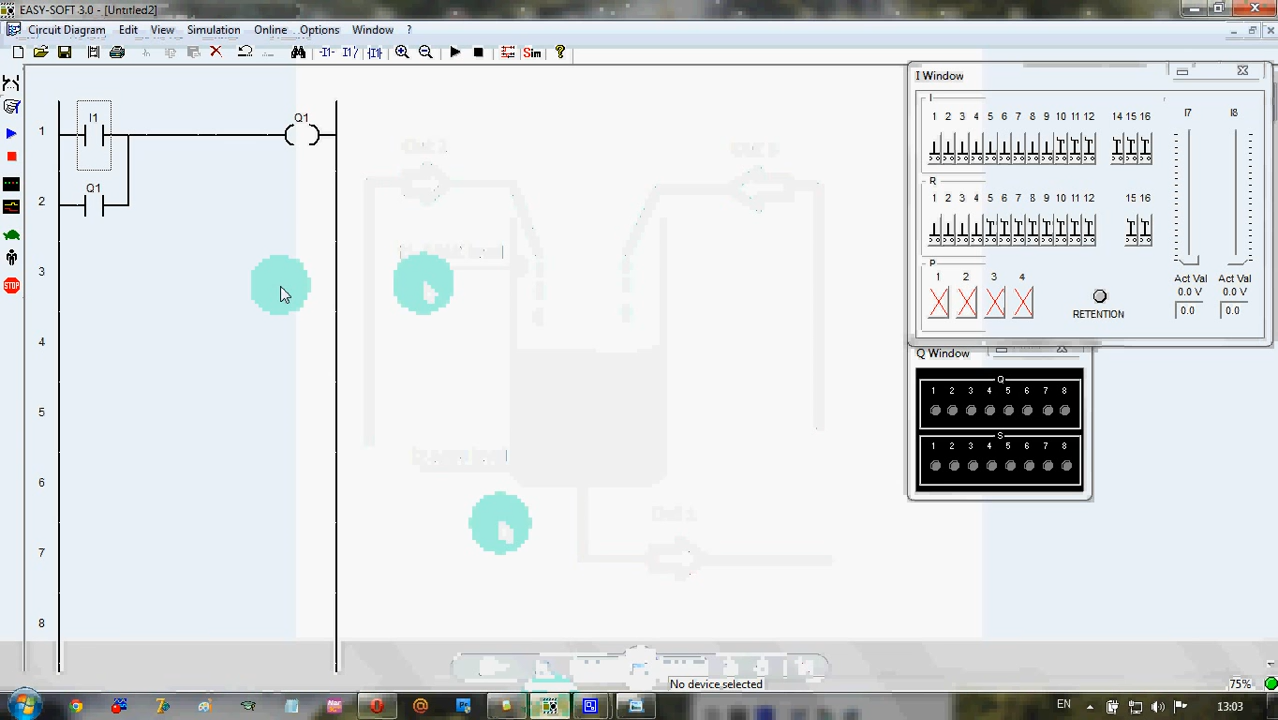 EASY-SOFT 3.0 - [Untitled2]
Circuit Diagram Edit View Simulation Online Options Window ?
Sim
STOP
1
I1
Q1
2
Q1
3
4
5
6
7
8
I Window
I
1 2 3 4 5 6 7 8 9 10 11 12 14 15 16
I7 I8
R
1 2 3 4 5 6 7 8 9 10 11 12 15 16
P
1 2 3 4
RETENTION
Act Val Act Val
0.0 V 0.0 V
0.0 0.0
Q Window
Q
1 2 3 4 5 6 7 8
S
1 2 3 4 5 6 7 8
No device selected
75%
EN
13:03